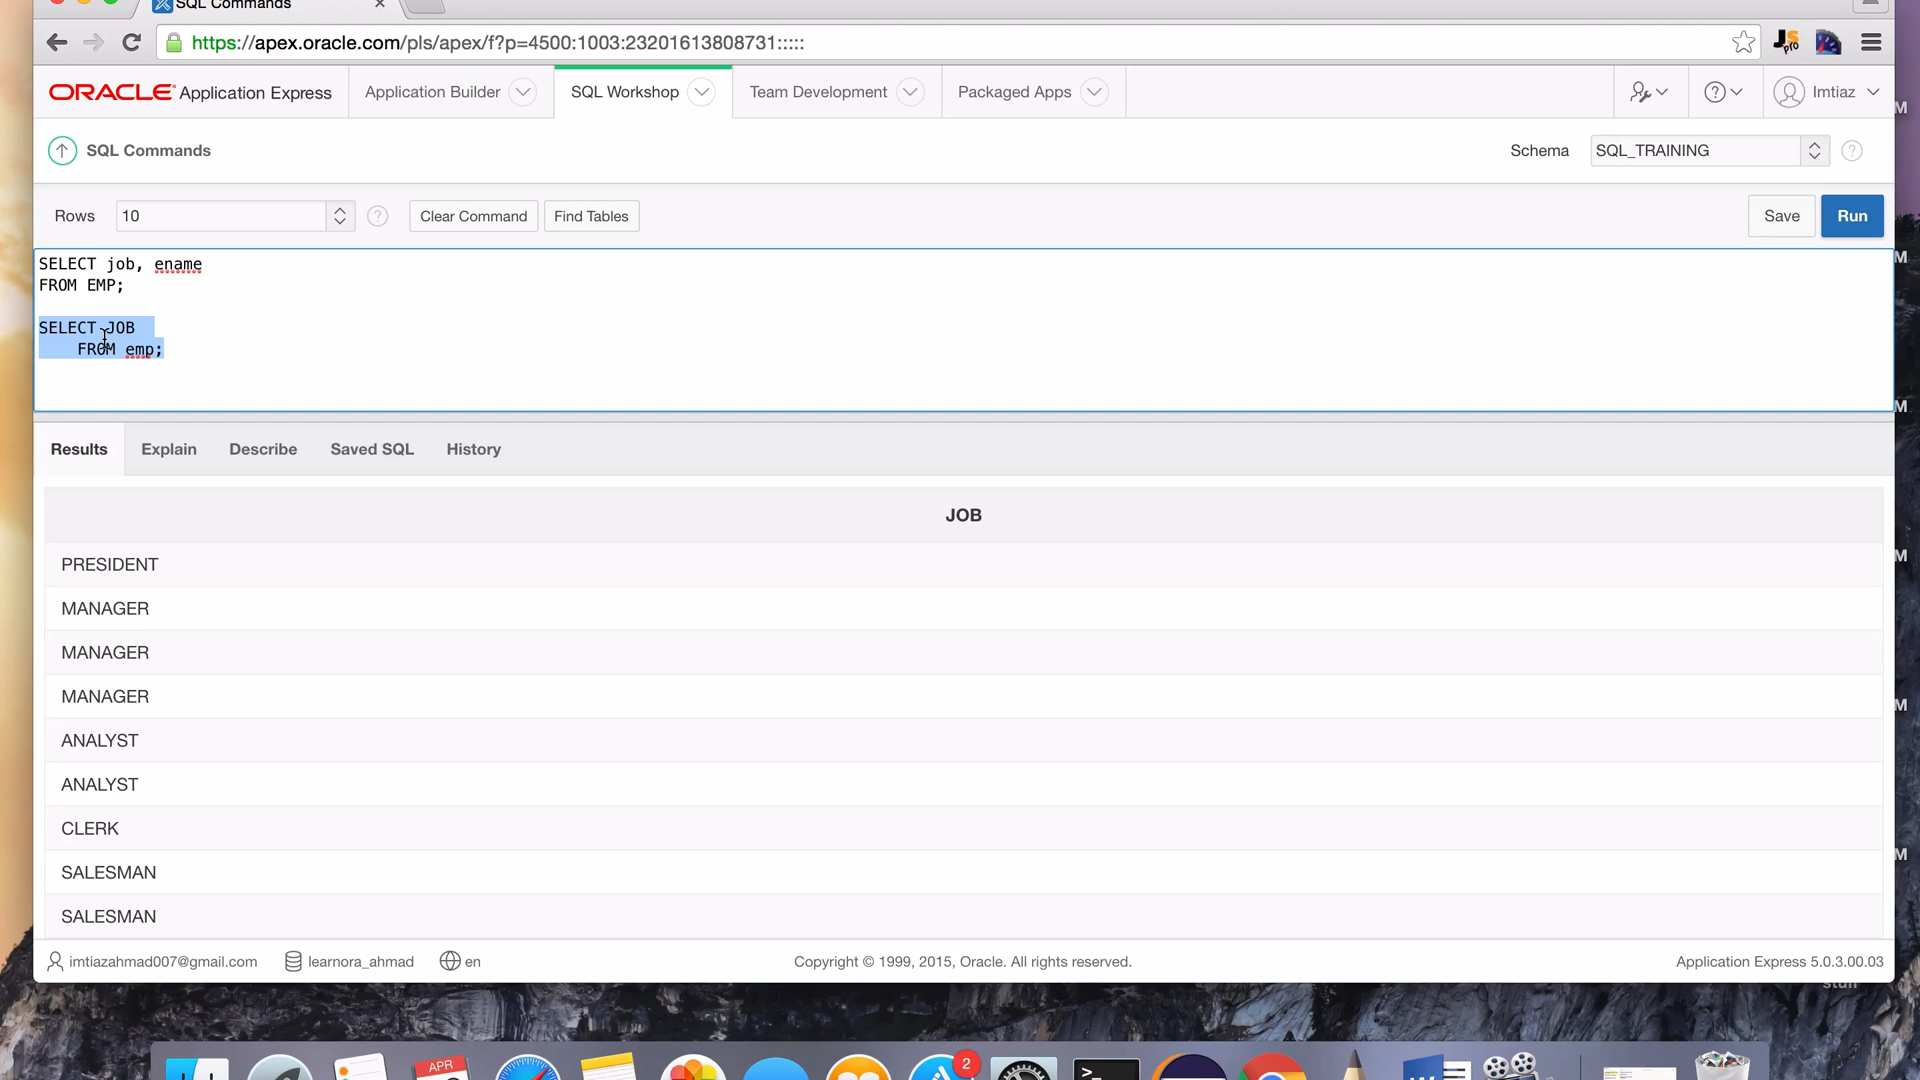 SQL Commands
https://apex.oracle.com/pls/apex/f?p=4500:1003:23201613808731:::::
JS pro
ORACLE Application Express Application Builder SQL Workshop Team Development Packaged Apps Imtiaz
SQL Commands Schema SQL_TRAINING
Rows 10 Clear Command Find Tables Save Run
SELECT job, ename
FROM EMP;
SELECT JOB
FROM emp;
Results Explain Describe Saved SQL History
JOB
PRESIDENT
MANAGER
MANAGER
MANAGER
ANALYST
ANALYST
CLERK
SALESMAN
SALESMAN
imtiazahmad007@gmail.com learnora_ahmad en Copyright © 1999, 2015, Oracle. All rights reserved. Application Express 5.0.3.00.03
stuff
M
M
M
M
M
M
APR
2
>_
W